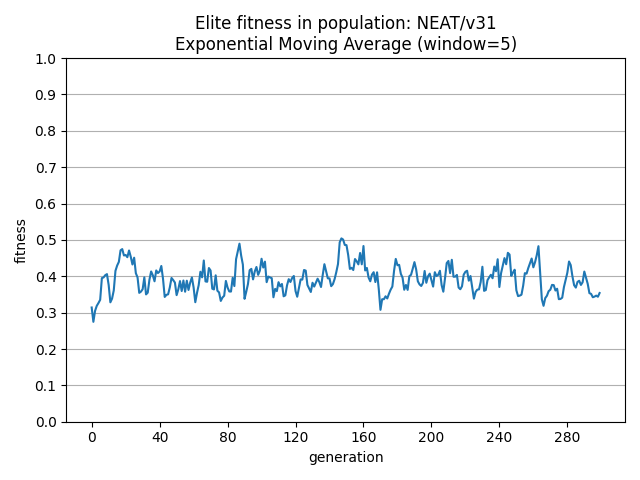 Elite fitness in population: NEAT/v31
Exponential Moving Average (window=5)
1.0
0.9
0.8
0.7
0.6
0.5
0.4
0.3
0.2
0.1
0.0
fitness
0 40 80 120 160 200 240 280
generation